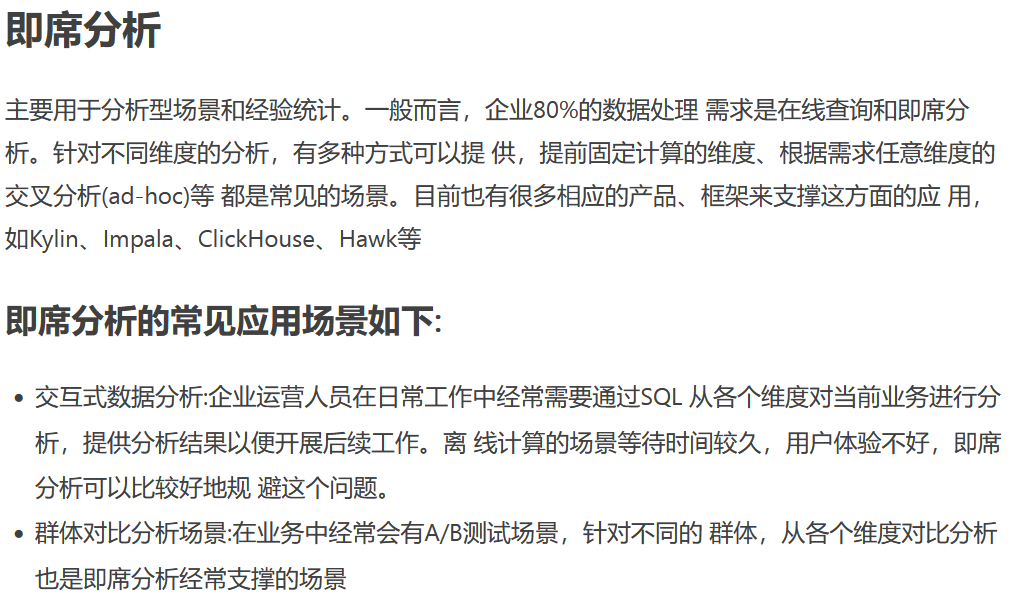 即席分析
主要用于分析型场景和经验统计。一般而言，企业80%的数据处理 需求是在线查询和即席分
析。针对不同维度的分析，有多种方式可以提 供，提前固定计算的维度、根据需求任意维度的
交叉分析(ad-hoc)等 都是常见的场景。目前也有很多相应的产品、框架来支撑这方面的应 用，
如Kylin、Impala、ClickHouse、Hawk等
即席分析的常见应用场景如下:
• 交互式数据分析:企业运营人员在日常工作中经常需要通过SQL 从各个维度对当前业务进行分
析，提供分析结果以便开展后续工作。离 线计算的场景等待时间较久，用户体验不好，即席
分析可以比较好地规 避这个问题。
• 群体对比分析场景:在业务中经常会有A/B测试场景，针对不同的 群体，从各个维度对比分析
也是即席分析经常支撑的场景